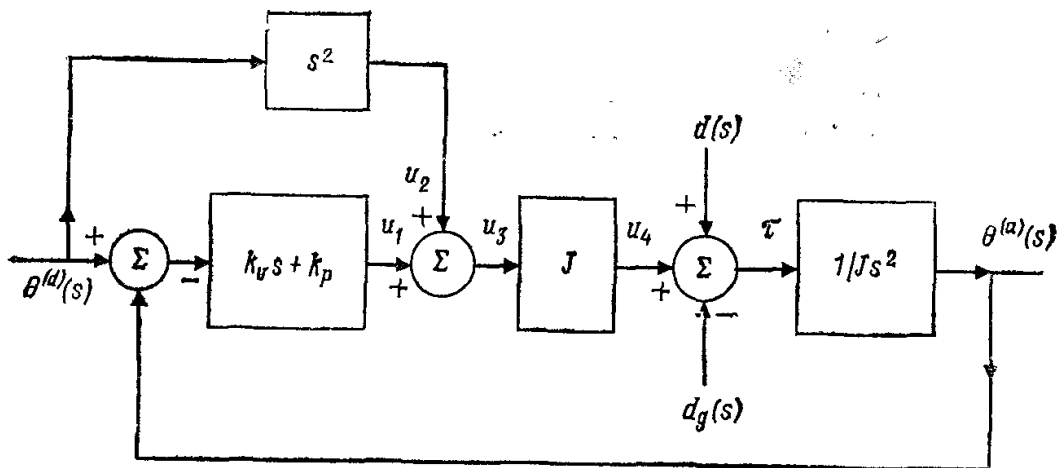 s²
d(s)
u₂
+
+
+
Σ
−
k_v s + k_p
u₁
+
Σ
u₃
J
u₄
+
Σ
τ
1/Js²
θ^(a)(s)
θ^(d)(s)
−
d_g(s)